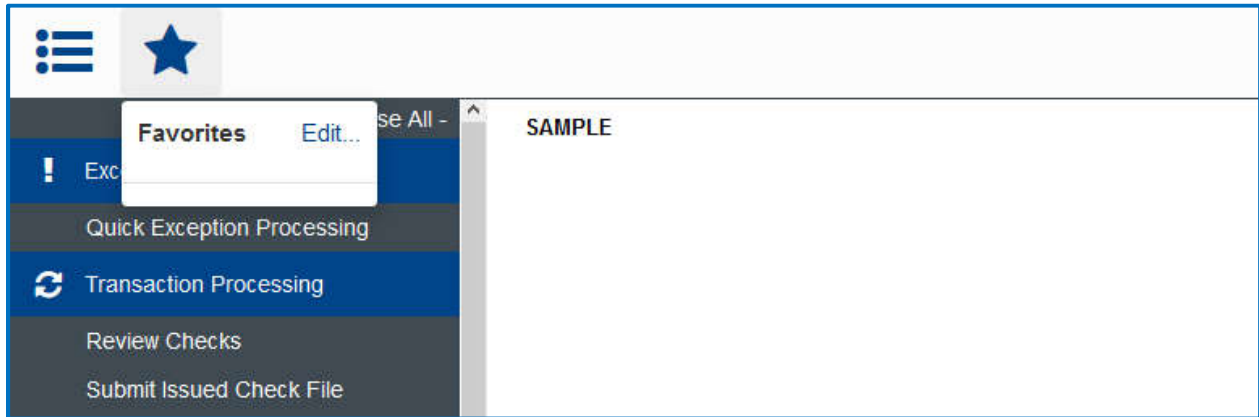 Favorites Edit...
se All -
SAMPLE
! Exc
Quick Exception Processing
Transaction Processing
Review Checks
Submit Issued Check File